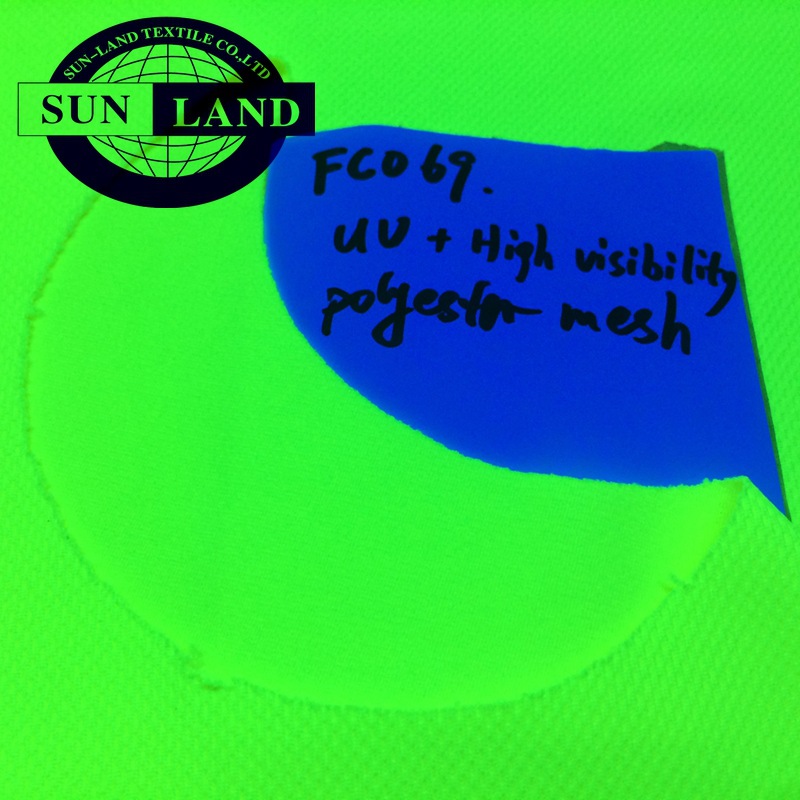 SUN-LAND TEXTILE CO.,LTD
SUN LAND
FC069.
UV + High visibility
polyester mesh